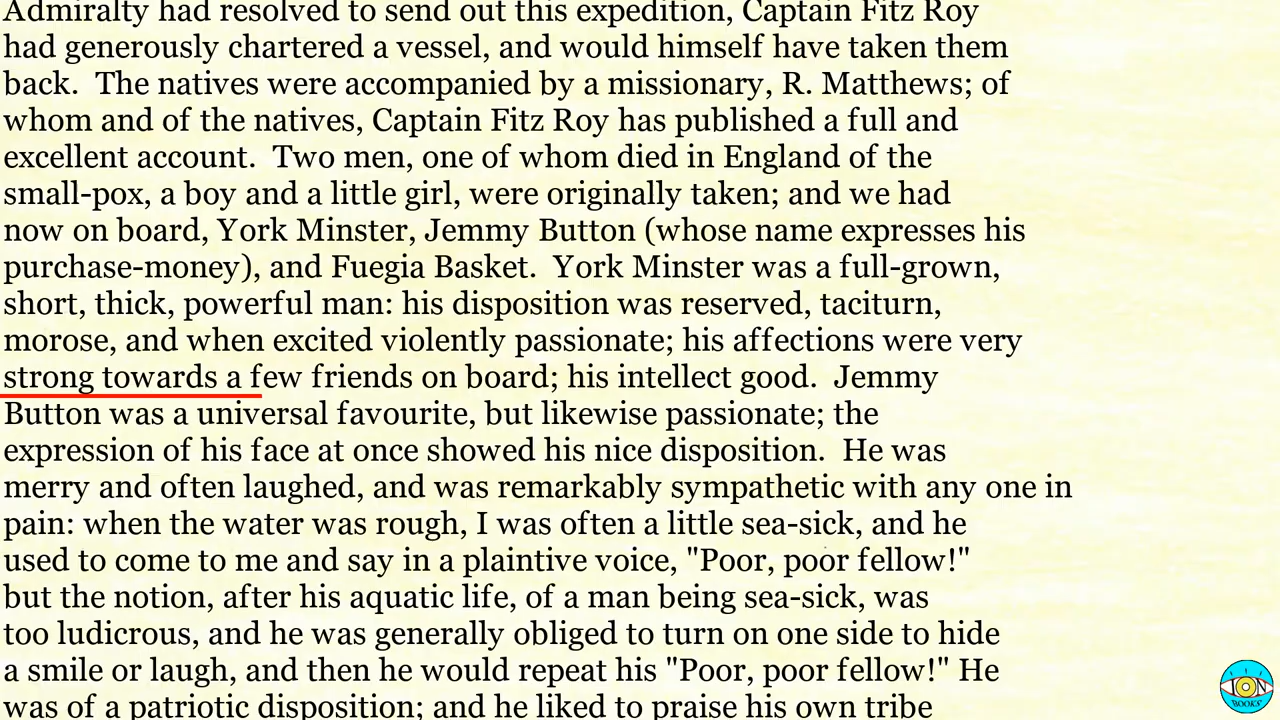 Admiralty had resolved to send out this expedition, Captain Fitz Roy
had generously chartered a vessel, and would himself have taken them
back.  The natives were accompanied by a missionary, R. Matthews; of
whom and of the natives, Captain Fitz Roy has published a full and
excellent account.  Two men, one of whom died in England of the
small-pox, a boy and a little girl, were originally taken; and we had
now on board, York Minster, Jemmy Button (whose name expresses his
purchase-money), and Fuegia Basket.  York Minster was a full-grown,
short, thick, powerful man: his disposition was reserved, taciturn,
morose, and when excited violently passionate; his affections were very
strong towards a few friends on board; his intellect good.  Jemmy
Button was a universal favourite, but likewise passionate; the
expression of his face at once showed his nice disposition.  He was
merry and often laughed, and was remarkably sympathetic with any one in
pain: when the water was rough, I was often a little sea-sick, and he
used to come to me and say in a plaintive voice, "Poor, poor fellow!"
but the notion, after his aquatic life, of a man being sea-sick, was
too ludicrous, and he was generally obliged to turn on one side to hide
a smile or laugh, and then he would repeat his "Poor, poor fellow!" He
was of a patriotic disposition; and he liked to praise his own tribe
ION
BOOKS